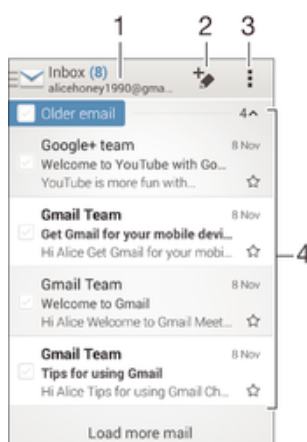 1 2 3
Inbox (8)
alicehoney1990@gma...
Older email 4
Google+ team 8 Nov
Welcome to YouTube with Go...
YouTube is more fun with...
Gmail Team 8 Nov
Get Gmail for your mobile devi...
Hi Alice Get Gmail for your mobi...
4
Gmail Team 8 Nov
Welcome to Gmail
Hi Alice Welcome to Gmail Meet...
Gmail Team 8 Nov
Tips for using Gmail
Hi Alice Tips for using Gmail Ch...
Load more mail